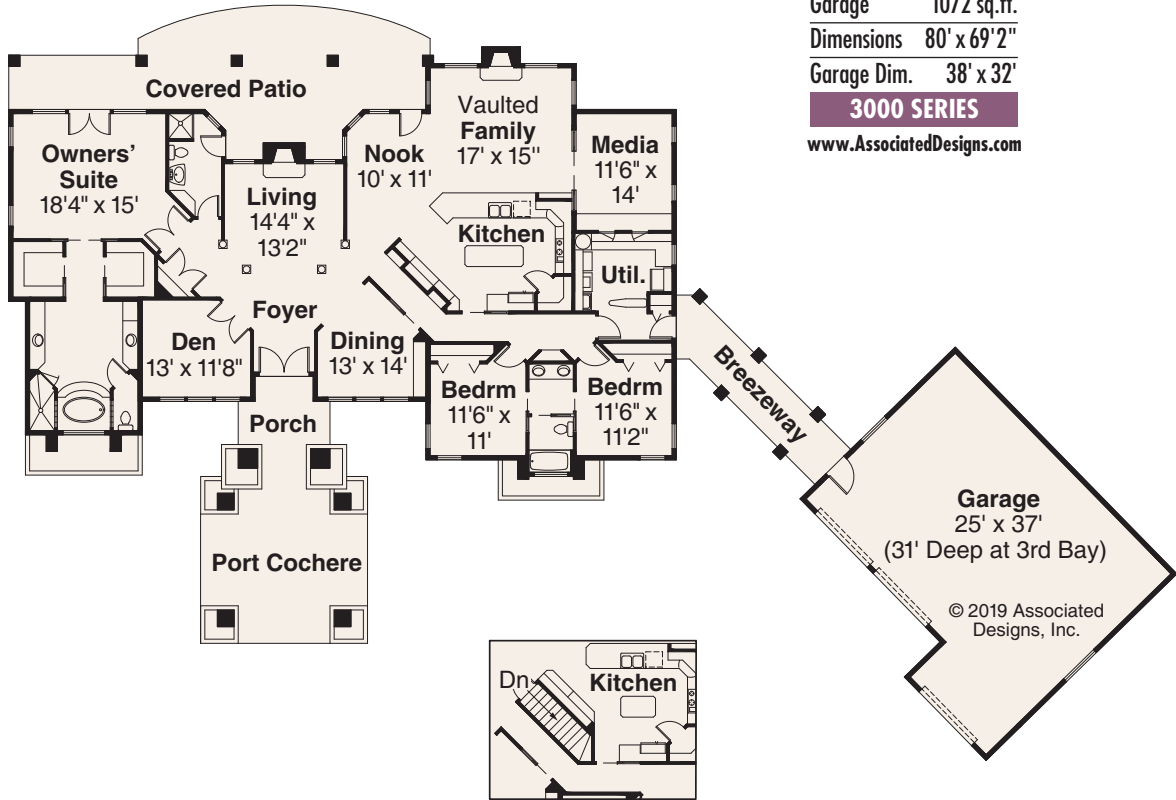 Garage 1072 sq.ft.
Dimensions 80' x 69'2"
Garage Dim. 38' x 32'
3000 SERIES
www.AssociatedDesigns.com
Covered Patio
Owners'
Suite
18'4" x 15'
Living
14'4" x
13'2"
Nook
10' x 11'
Vaulted
Family
17' x 15"
Media
11'6" x
14'
Kitchen
Util.
Foyer
Den
13' x 11'8"
Dining
13' x 14'
Bedrm
11'6" x
11'
Bedrm
11'6" x
11'2"
Breezeway
Porch
Port Cochere
Garage
25' x 37'
(31' Deep at 3rd Bay)
© 2019 Associated
Designs, Inc.
Dn
Kitchen